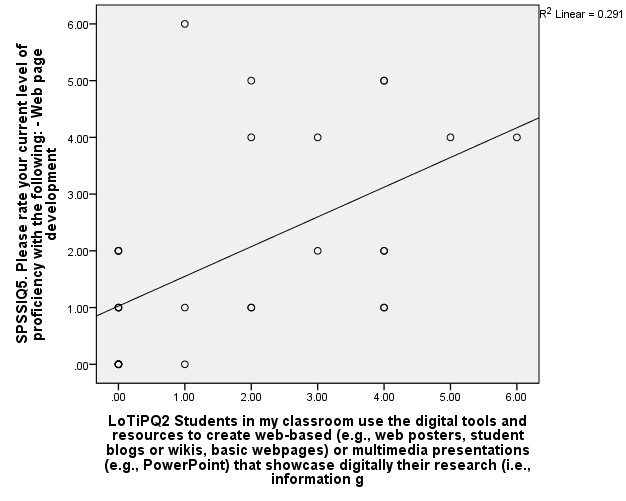 R2 Linear = 0.291
SPSSIQ5. Please rate your current level of
proficiency with the following: - Web page
development
6.00
5.00
4.00
3.00
2.00
1.00
.00
.00 1.00 2.00 3.00 4.00 5.00 6.00
LoTiPQ2 Students in my classroom use the digital tools and
resources to create web-based (e.g., web posters, student
blogs or wikis, basic webpages) or multimedia presentations
(e.g., PowerPoint) that showcase digitally their research (i.e.,
information g